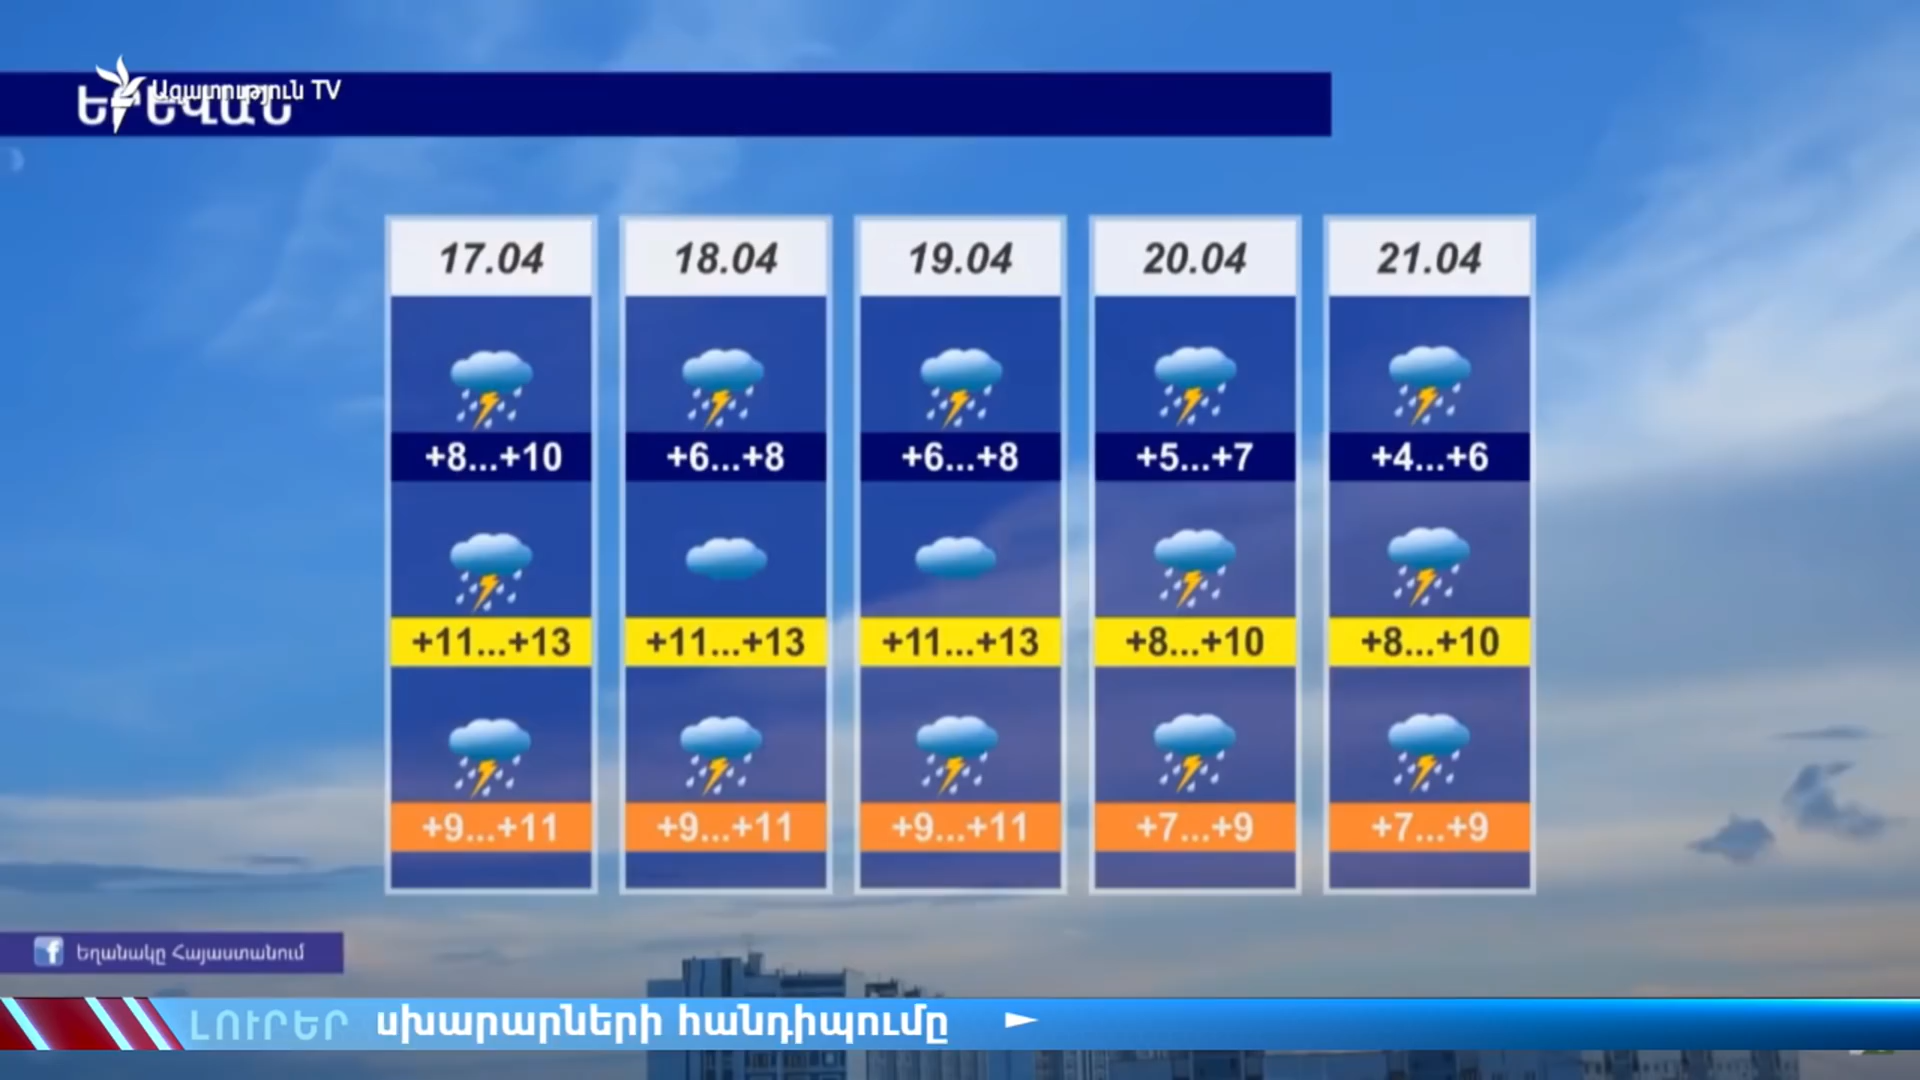 Ազատություն TV
ԵՐԵՎԱՆ
17.04 18.04 19.04 20.04 21.04
+8...+10 +6...+8 +6...+8 +5...+7 +4...+6
+11...+13 +11...+13 +11...+13 +8...+10 +8...+10
+9...+11 +9...+11 +9...+11 +7...+9 +7...+9
f Եղանակը Հայաստանում
ԼՈՒՐԵՐ սխարարների հանդիպումը